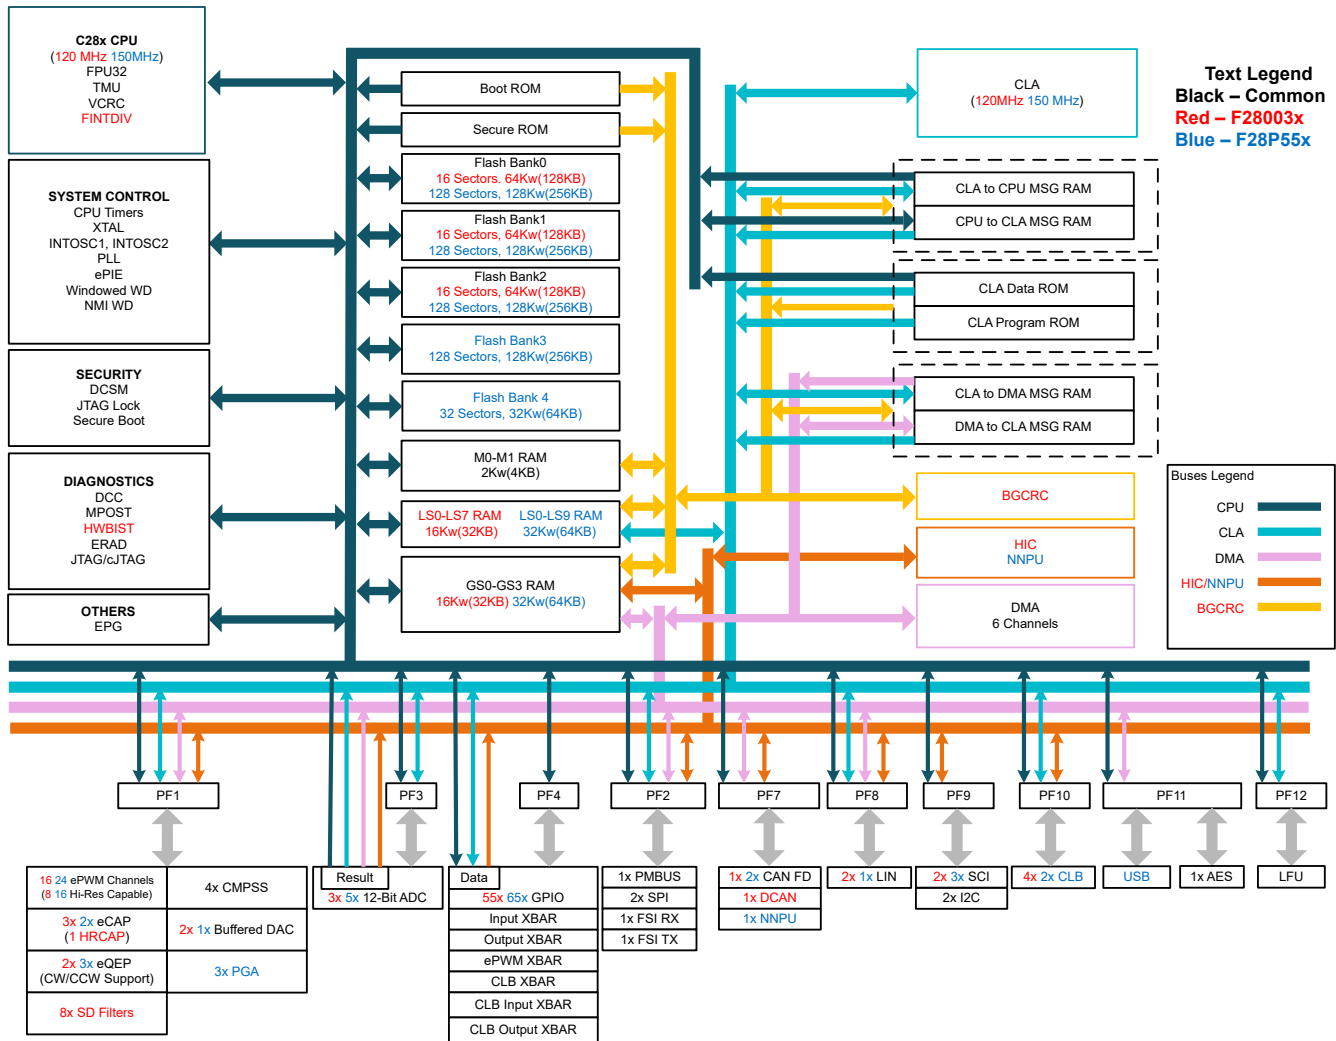 C28x CPU
(120 MHz 150MHz)
FPU32
TMU
VCRC
FINTDIV
SYSTEM CONTROL
CPU Timers
XTAL
INTOSC1, INTOSC2
PLL
ePIE
Windowed WD
NMI WD
SECURITY
DCSM
JTAG Lock
Secure Boot
DIAGNOSTICS
DCC
MPOST
HWBIST
ERAD
JTAG/cJTAG
OTHERS
EPG
Boot ROM
Secure ROM
Flash Bank0
16 Sectors. 64Kw(128KB)
128 Sectors, 128Kw(256KB)
Flash Bank1
16 Sectors, 64Kw(128KB)
128 Sectors, 128Kw(256KB)
Flash Bank2
16 Sectors, 64Kw(128KB)
128 Sectors, 128Kw(256KB)
Flash Bank3
128 Sectors, 128Kw(256KB)
Flash Bank 4
32 Sectors, 32Kw(64KB)
M0-M1 RAM
2Kw(4KB)
LS0-LS7 RAM LS0-LS9 RAM
16Kw(32KB) 32Kw(64KB)
GS0-GS3 RAM
16Kw(32KB) 32Kw(64KB)
CLA
(120MHz 150 MHz)
CLA to CPU MSG RAM
CPU to CLA MSG RAM
CLA Data ROM
CLA Program ROM
CLA to DMA MSG RAM
DMA to CLA MSG RAM
BGCRC
HIC
NNPU
DMA
6 Channels
Text Legend
Black – Common
Red – F28003x
Blue – F28P55x
Buses Legend
CPU
CLA
DMA
HIC/NNPU
BGCRC
PF1
PF3
PF4
PF2
PF7
PF8
PF9
PF10
PF11
PF12
16 24 ePWM Channels
(8 16 Hi-Res Capable)
4x CMPSS
3x 2x eCAP
(1 HRCAP)
2x 1x Buffered DAC
2x 3x eQEP
(CW/CCW Support)
3x PGA
8x SD Filters
Result
3x 5x 12-Bit ADC
Data
55x 65x GPIO
Input XBAR
Output XBAR
ePWM XBAR
CLB XBAR
CLB Input XBAR
CLB Output XBAR
1x PMBUS
2x SPI
1x FSI RX
1x FSI TX
1x 2x CAN FD
1x DCAN
1x NNPU
2x 1x LIN
2x 3x SCI
2x I2C
4x 2x CLB
USB
1x AES
LFU